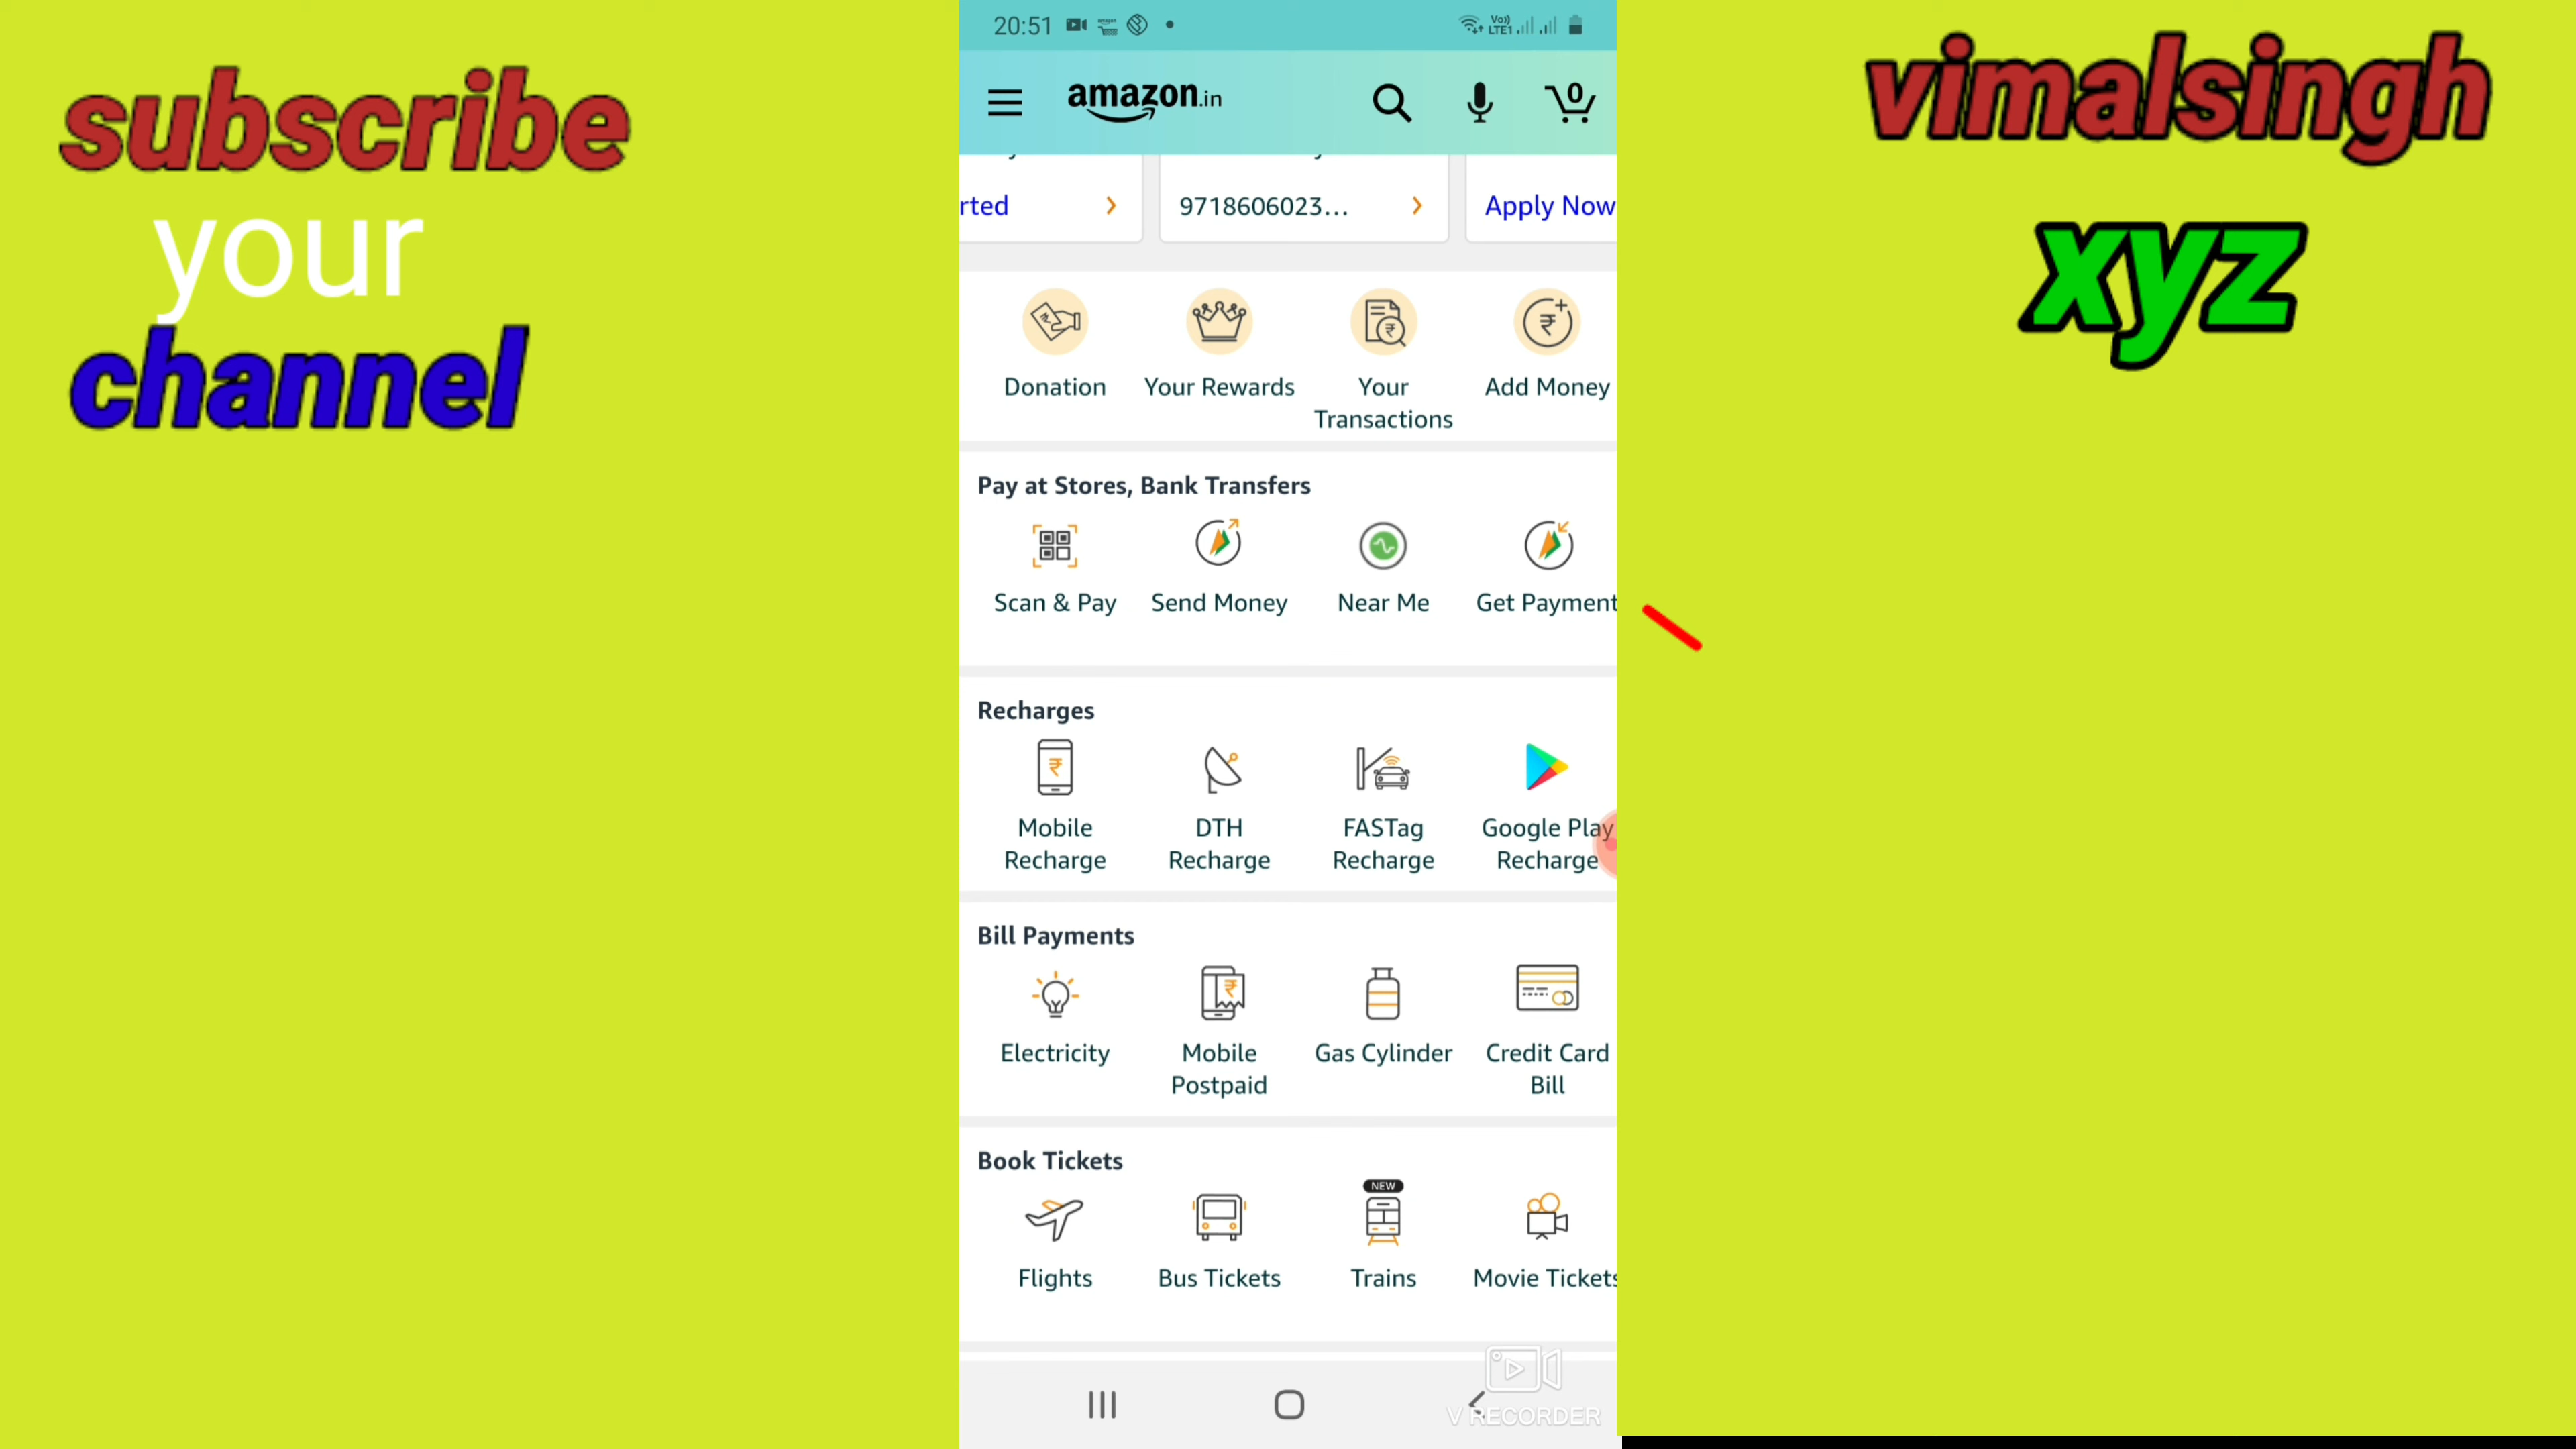 subscribe
your
channel
vimalsingh
xyz
20:51
Vo))
LTE1
amazon.in
0
rted
9718606023...
Apply Now
Donation
Your Rewards
Your
Transactions
Add Money
Pay at Stores, Bank Transfers
Scan & Pay
Send Money
Near Me
Get Payment
Recharges
Mobile
Recharge
DTH
Recharge
FASTag
Recharge
Google Play
Recharge
Bill Payments
Electricity
Mobile
Postpaid
Gas Cylinder
Credit Card
Bill
Book Tickets
NEW
Flights
Bus Tickets
Trains
Movie Tickets
V RECORDER